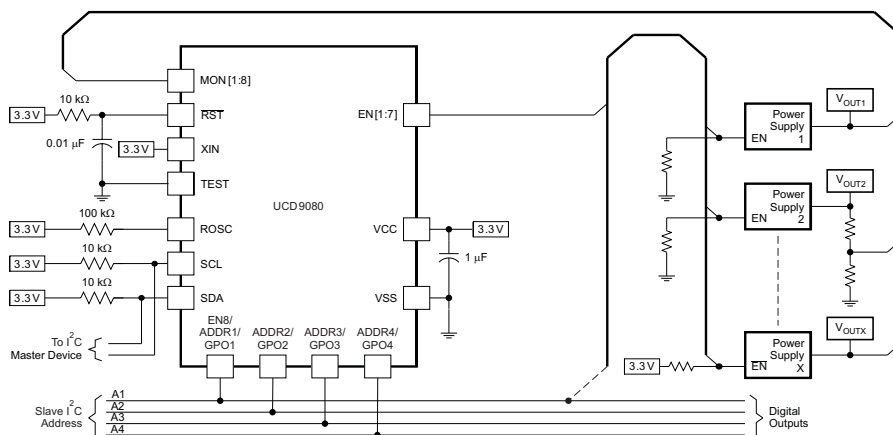 MON[1:8]
3.3V
10 kΩ
RST
EN[1:7]
0.01 µF
3.3V
XIN
TEST
UCD9080
3.3V
100 kΩ
ROSC
VCC
3.3V
1 µF
3.3V
10 kΩ
SCL
3.3V
10 kΩ
SDA
VSS
To I2C
Master Device
EN8/
ADDR1/
GPO1
ADDR2/
GPO2
ADDR3/
GPO3
ADDR4/
GPO4
Slave I2C
Address
A1
A2
A3
A4
Digital
Outputs
VOUT1
EN
Power
Supply
1
VOUT2
EN
Power
Supply
2
VOUTX
3.3V
EN
Power
Supply
X